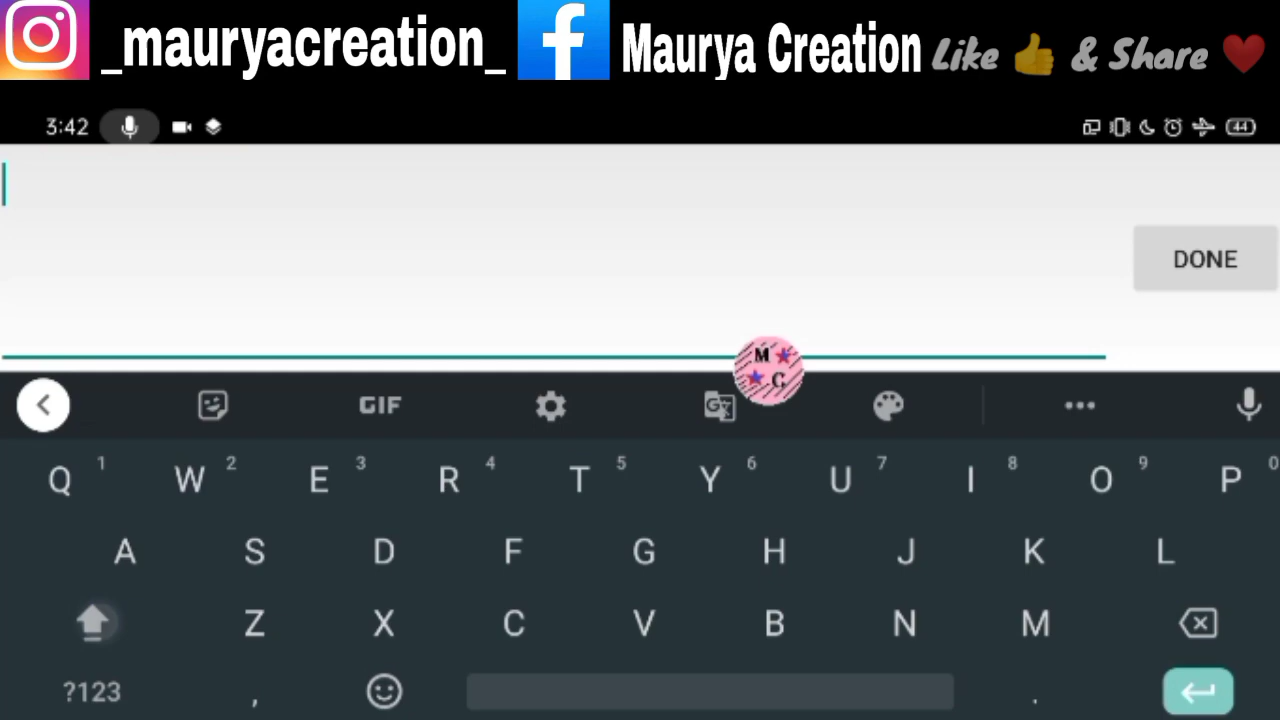 _mauryacreation_ Maurya Creation Like 👍 & Share ❤️
3:42 44
DONE
M
C
GIF
Q 1 W 2 E 3 R 4 T 5 Y 6 U 7 I 8 O 9 P 0
A S D F G H J K L
Z X C V B N M
?123 , .